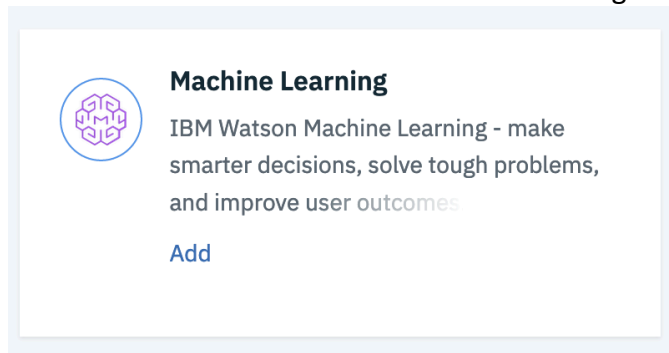 Machine Learning
IBM Watson Machine Learning - make
smarter decisions, solve tough problems,
and improve user outcomes
Add